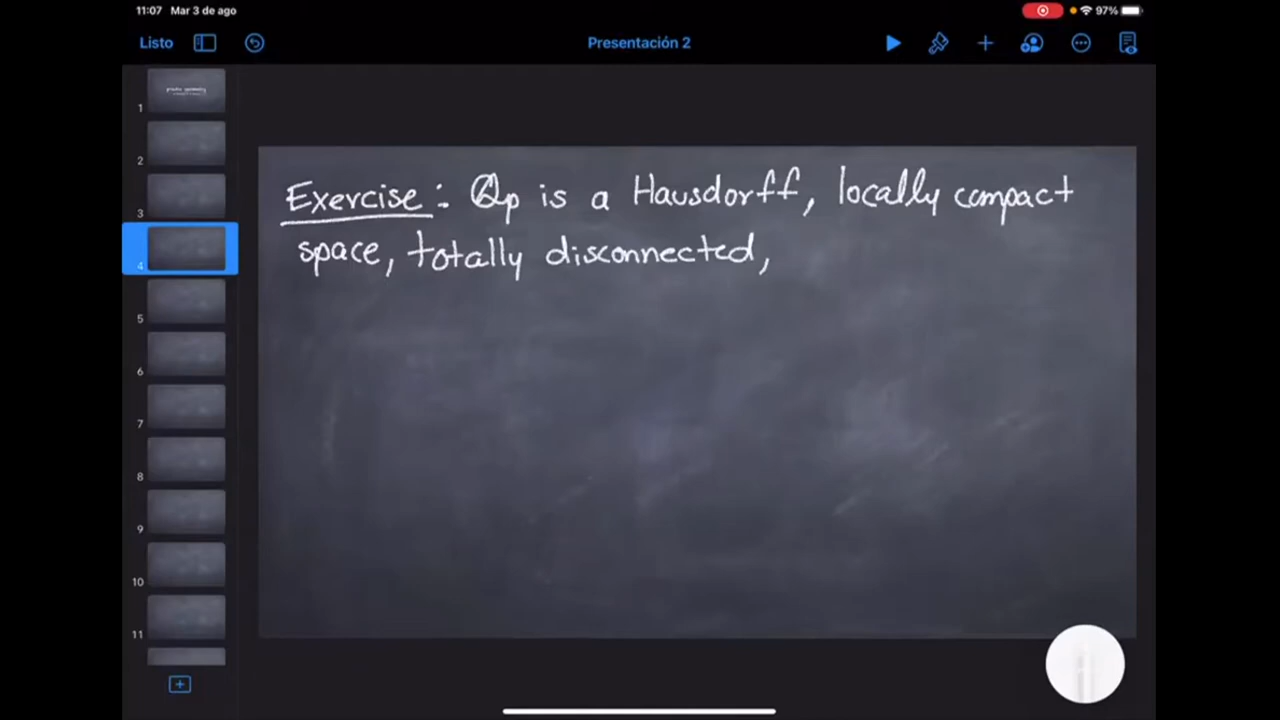 11:07 Mar 3 de ago
97%
Listo
Presentación 2
1
2
3
4
5
6
7
8
9
10
11
Exercise: Qp is a Hausdorff, locally compact
space, totally disconnected,